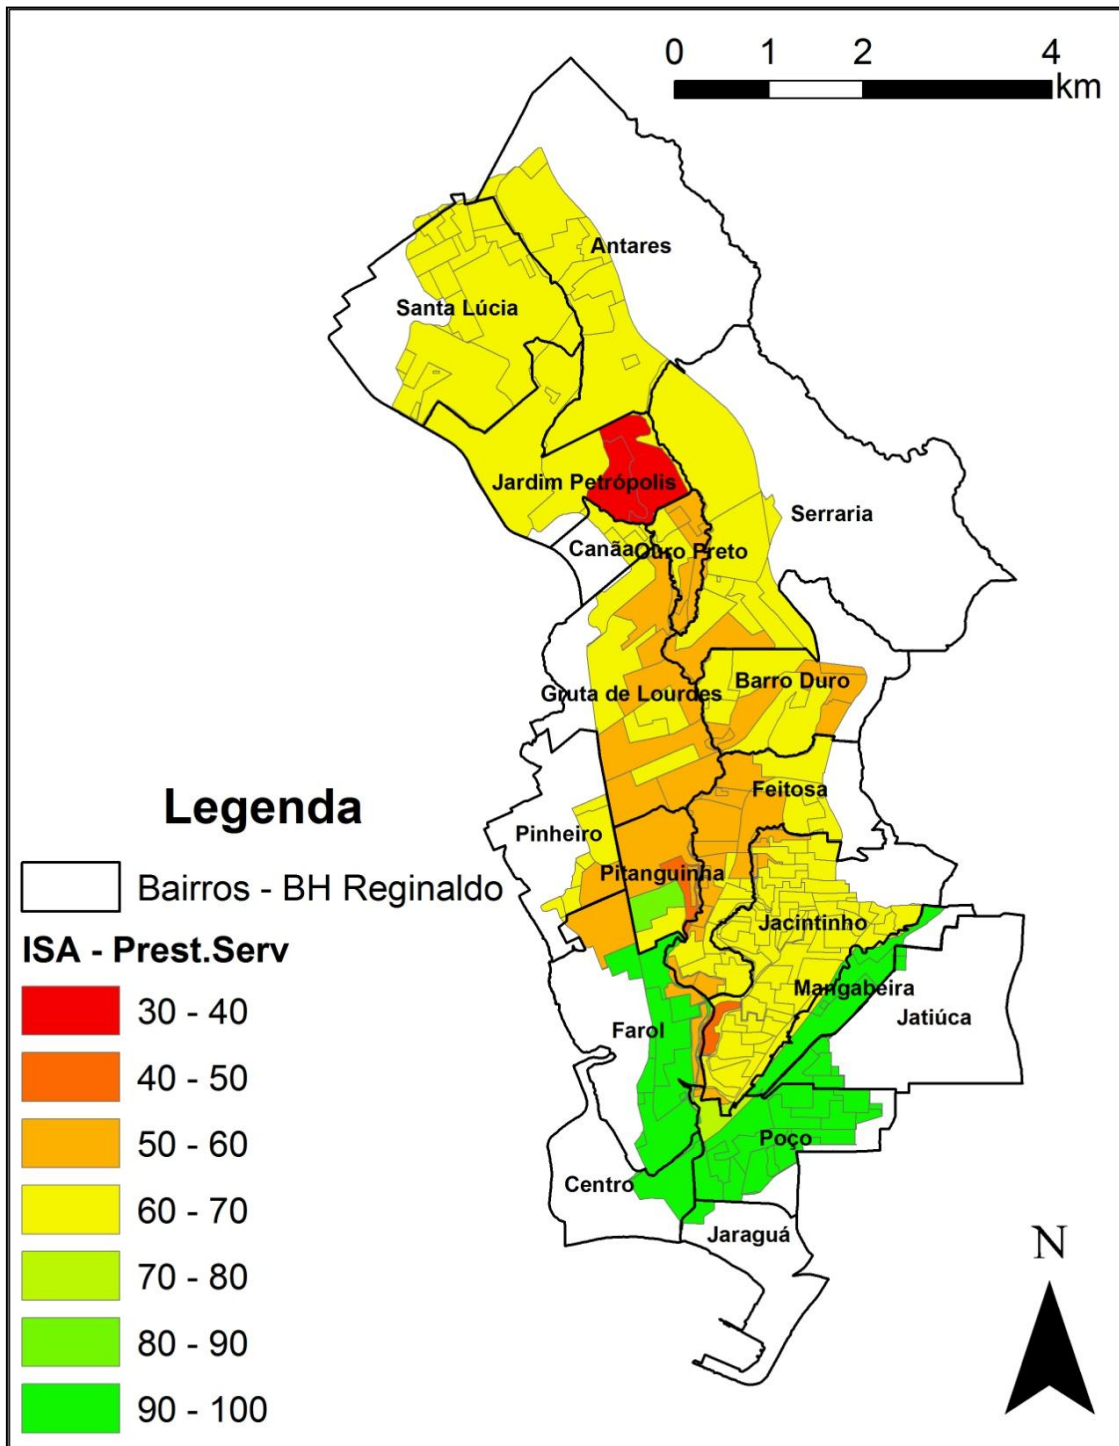 0 1 2 4
km
Antares
Santa Lúcia
Jardim Petrópolis
Serraria
Canãa
Ouro Preto
Barro Duro
Gruta de Lourdes
Feitosa
Legenda
Pinheiro
Pitanguinha
Bairros - BH Reginaldo
Jacintinho
ISA - Prest.Serv
Mangabeira
Jatiúca
30 - 40
Farol
40 - 50
50 - 60
Poço
Centro
60 - 70
Jaraguá
N
70 - 80
80 - 90
90 - 100